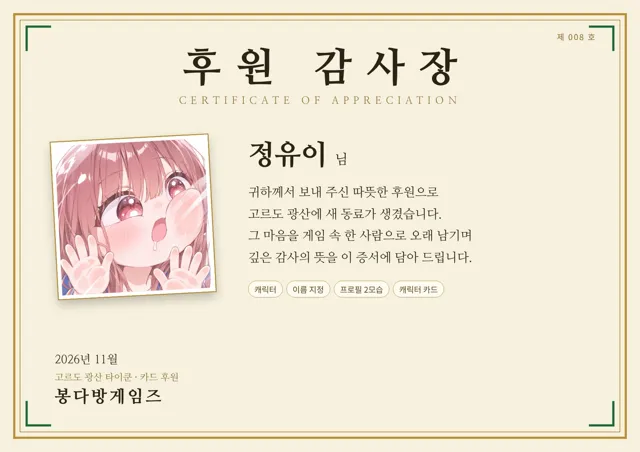 제 008 호
후원 감사장
CERTIFICATE OF APPRECIATION
정유이 님
귀하께서 보내 주신 따뜻한 후원으로
고르도 광산에 새 동료가 생겼습니다.
그 마음을 게임 속 한 사람으로 오래 남기며
깊은 감사의 뜻을 이 증서에 담아 드립니다.
캐릭터 이름 지정 프로필 2모습 캐릭터 카드
2026년 11월
고르도 광산 타이쿤 · 카드 후원
봉다방게임즈